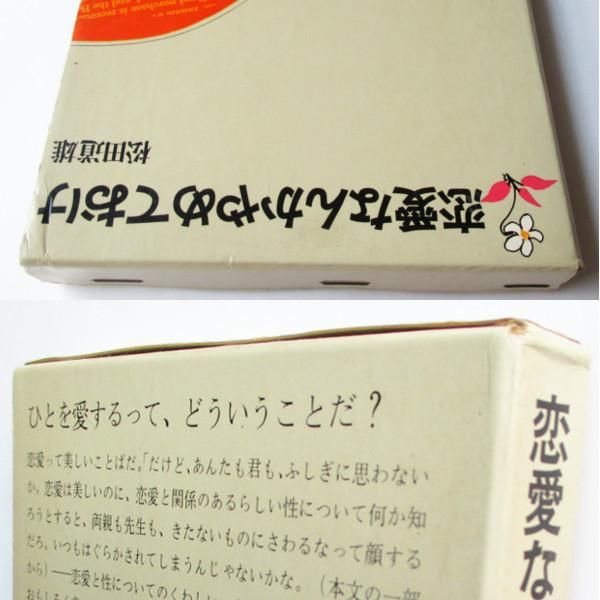 purchase is recorded
and the B
恋愛なんかやめておけ
松田道雄
ひとを愛するって、どういうことだ？
恋愛って美しいことばだ。「だけど、あんたも君も、ふしぎに思わない
か。恋愛は美しいのに、恋愛と関係のあるらしい性について何か知
ろうとすると、両親も先生も、きたないものにさわるなって顔する
だろ。いつもはぐらかされてしまうんじゃないかな。（本文の一部
から）──恋愛と性についてのくわしい
恋愛な